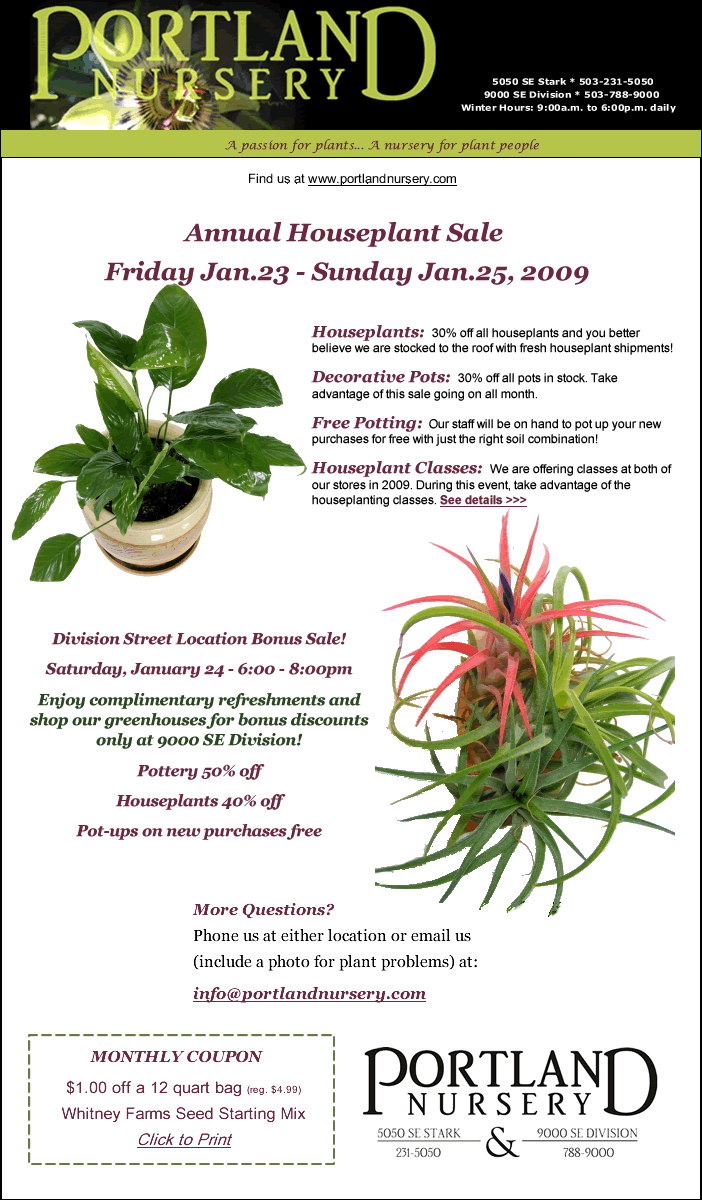 PORTLAND
NURSERY
5050 SE Stark * 503-231-5050
9000 SE Division * 503-788-9000
Winter Hours: 9:00a.m. to 6:00p.m. daily
A passion for plants... A nursery for plant people
Find us at www.portlandnursery.com
Annual Houseplant Sale
Friday Jan.23 - Sunday Jan.25, 2009
Houseplants: 30% off all houseplants and you better
believe we are stocked to the roof with fresh houseplant shipments!
Decorative Pots: 30% off all pots in stock. Take
advantage of this sale going on all month.
Free Potting: Our staff will be on hand to pot up your new
purchases for free with just the right soil combination!
Houseplant Classes: We are offering classes at both of
our stores in 2009. During this event, take advantage of the
houseplanting classes. See details >>>
Division Street Location Bonus Sale!
Saturday, January 24 - 6:00 - 8:00pm
Enjoy complimentary refreshments and
shop our greenhouses for bonus discounts
only at 9000 SE Division!
Pottery 50% off
Houseplants 40% off
Pot-ups on new purchases free
More Questions?
Phone us at either location or email us
(include a photo for plant problems) at:
info@portlandnursery.com
MONTHLY COUPON
$1.00 off a 12 quart bag (reg. $4.99)
Whitney Farms Seed Starting Mix
Click to Print
PORTLAND
NURSERY
5050 SE STARK & 9000 SE DIVISION
231-5050 788-9000